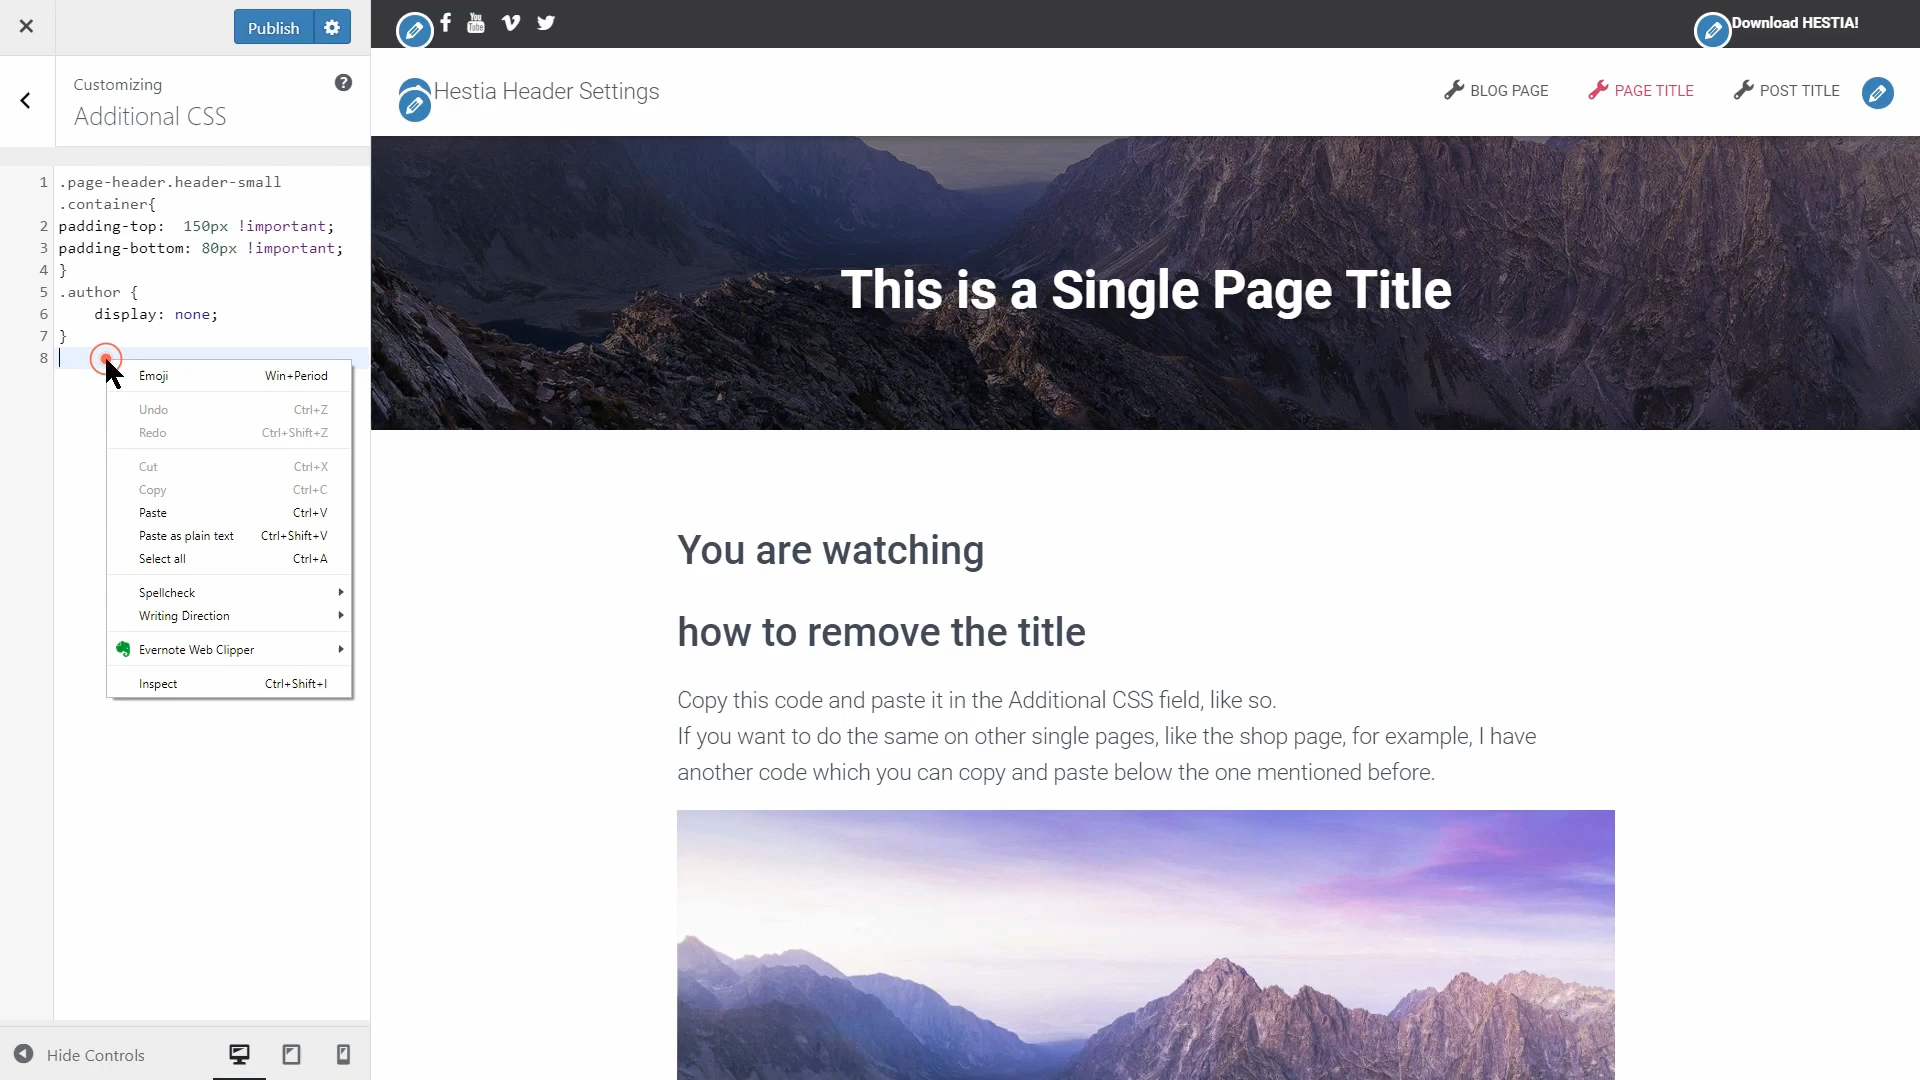 Publish
Customizing
Additional CSS
1 .page-header.header-small
.container{
2 padding-top:  150px !important;
3 padding-bottom: 80px !important;
4 }
5 .author {
6     display: none;
7 }
8
Emoji Win+Period
Undo Ctrl+Z
Redo Ctrl+Shift+Z
Cut Ctrl+X
Copy Ctrl+C
Paste Ctrl+V
Paste as plain text Ctrl+Shift+V
Select all Ctrl+A
Spellcheck
Writing Direction
Evernote Web Clipper
Inspect Ctrl+Shift+I
Hide Controls
You Tube
Download HESTIA!
Hestia Header Settings
BLOG PAGE PAGE TITLE POST TITLE
This is a Single Page Title
You are watching
how to remove the title
Copy this code and paste it in the Additional CSS field, like so.
If you want to do the same on other single pages, like the shop page, for example, I have
another code which you can copy and paste below the one mentioned before.